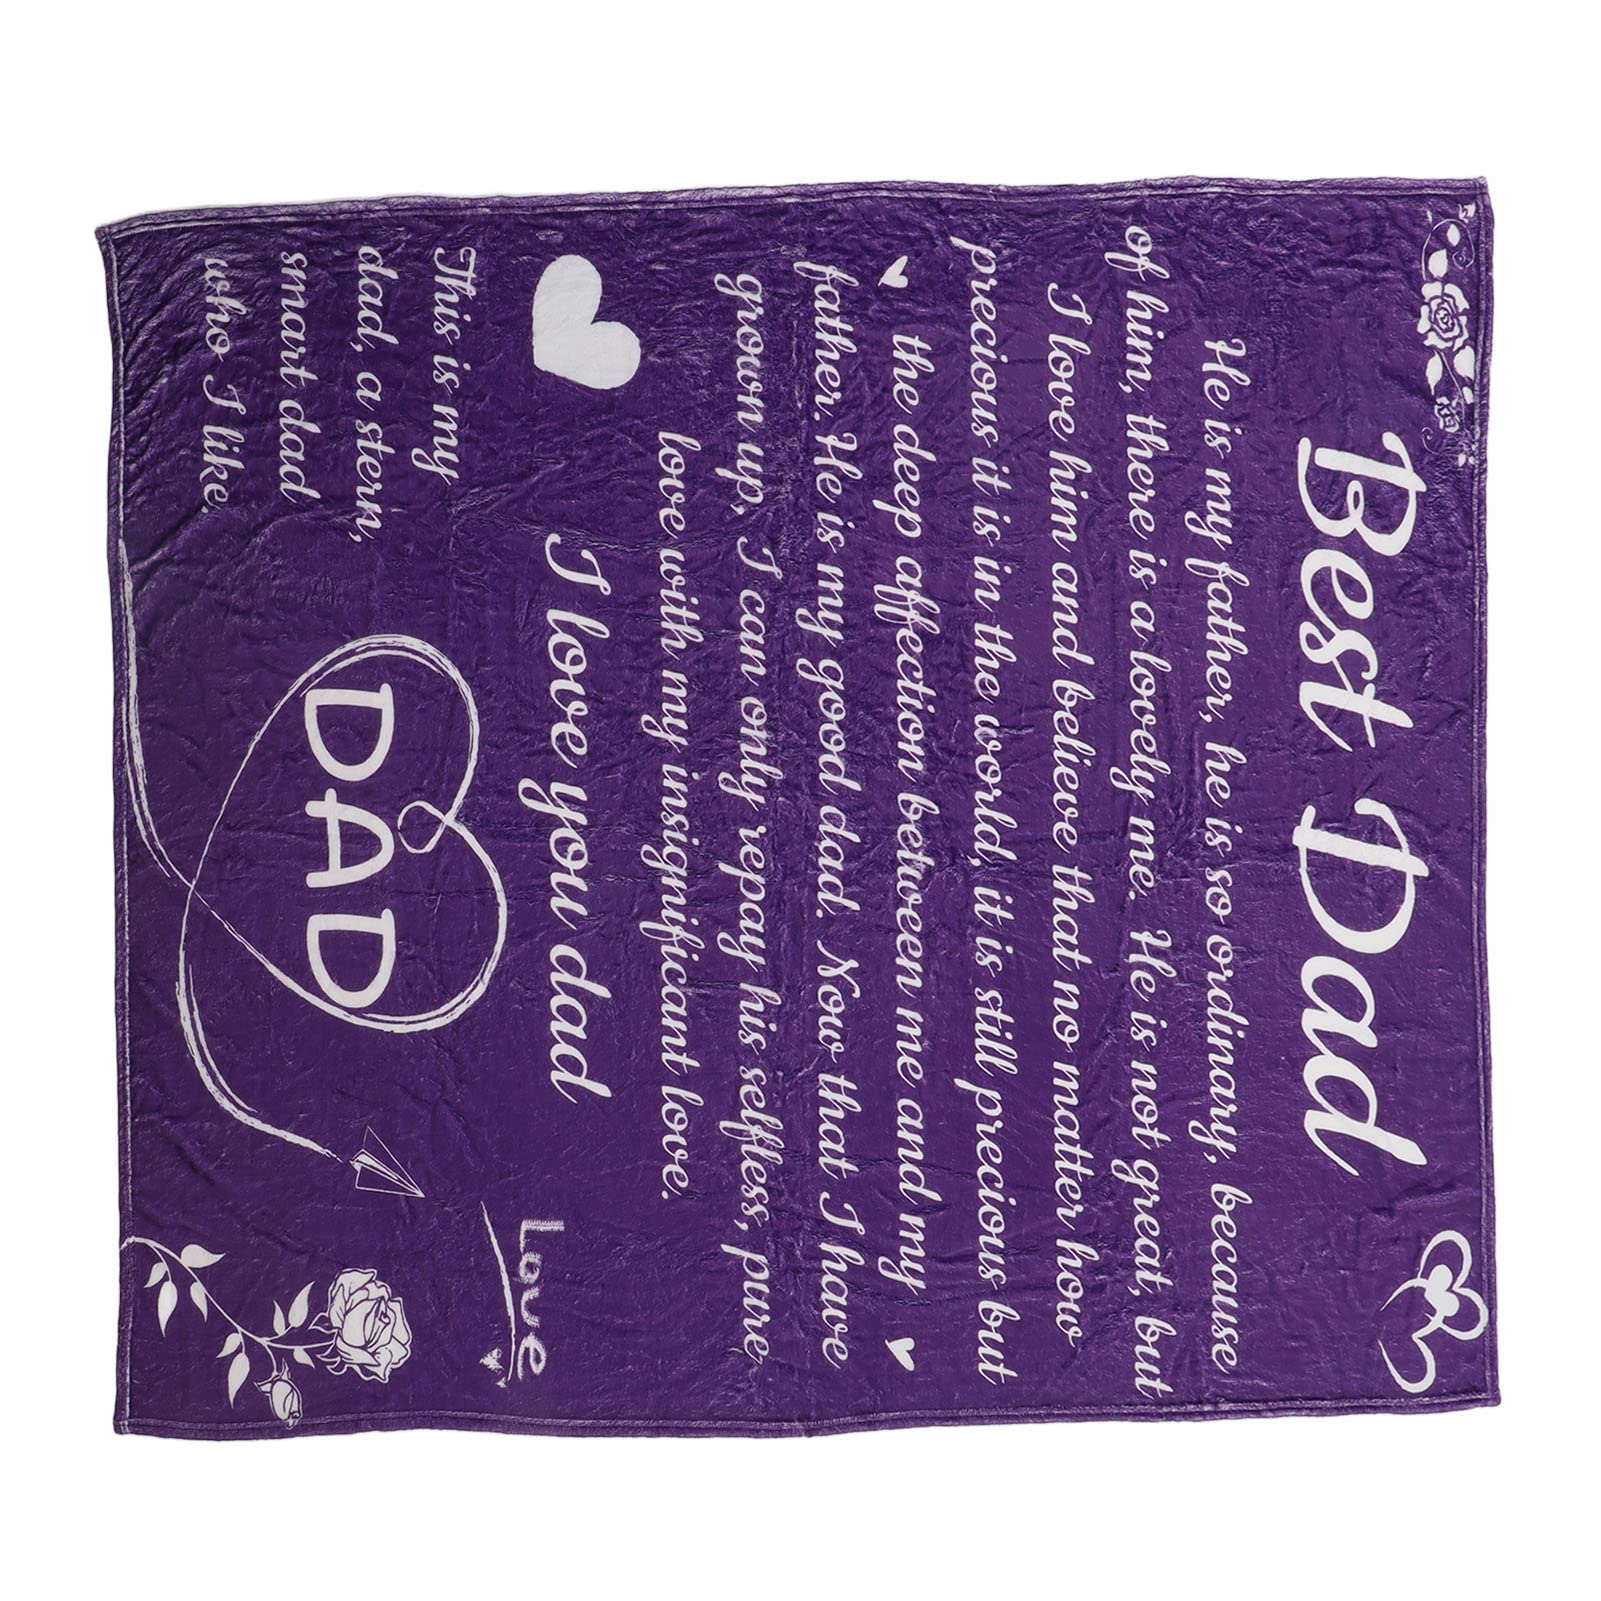 Best Dad
He is my father, he is so ordinary, because
of him, there is a lovely me. He is not great, but
I love him and believe that no matter how
precious it is in the world, it is still precious but
the deep affection between me and my
father. He is my good dad. Now that I have
grown up, I can only repay his selfless, pure
love with my insignificant love.
I love you dad
Love
This is my
dad, a stern,
smart dad
who I like.
DAD